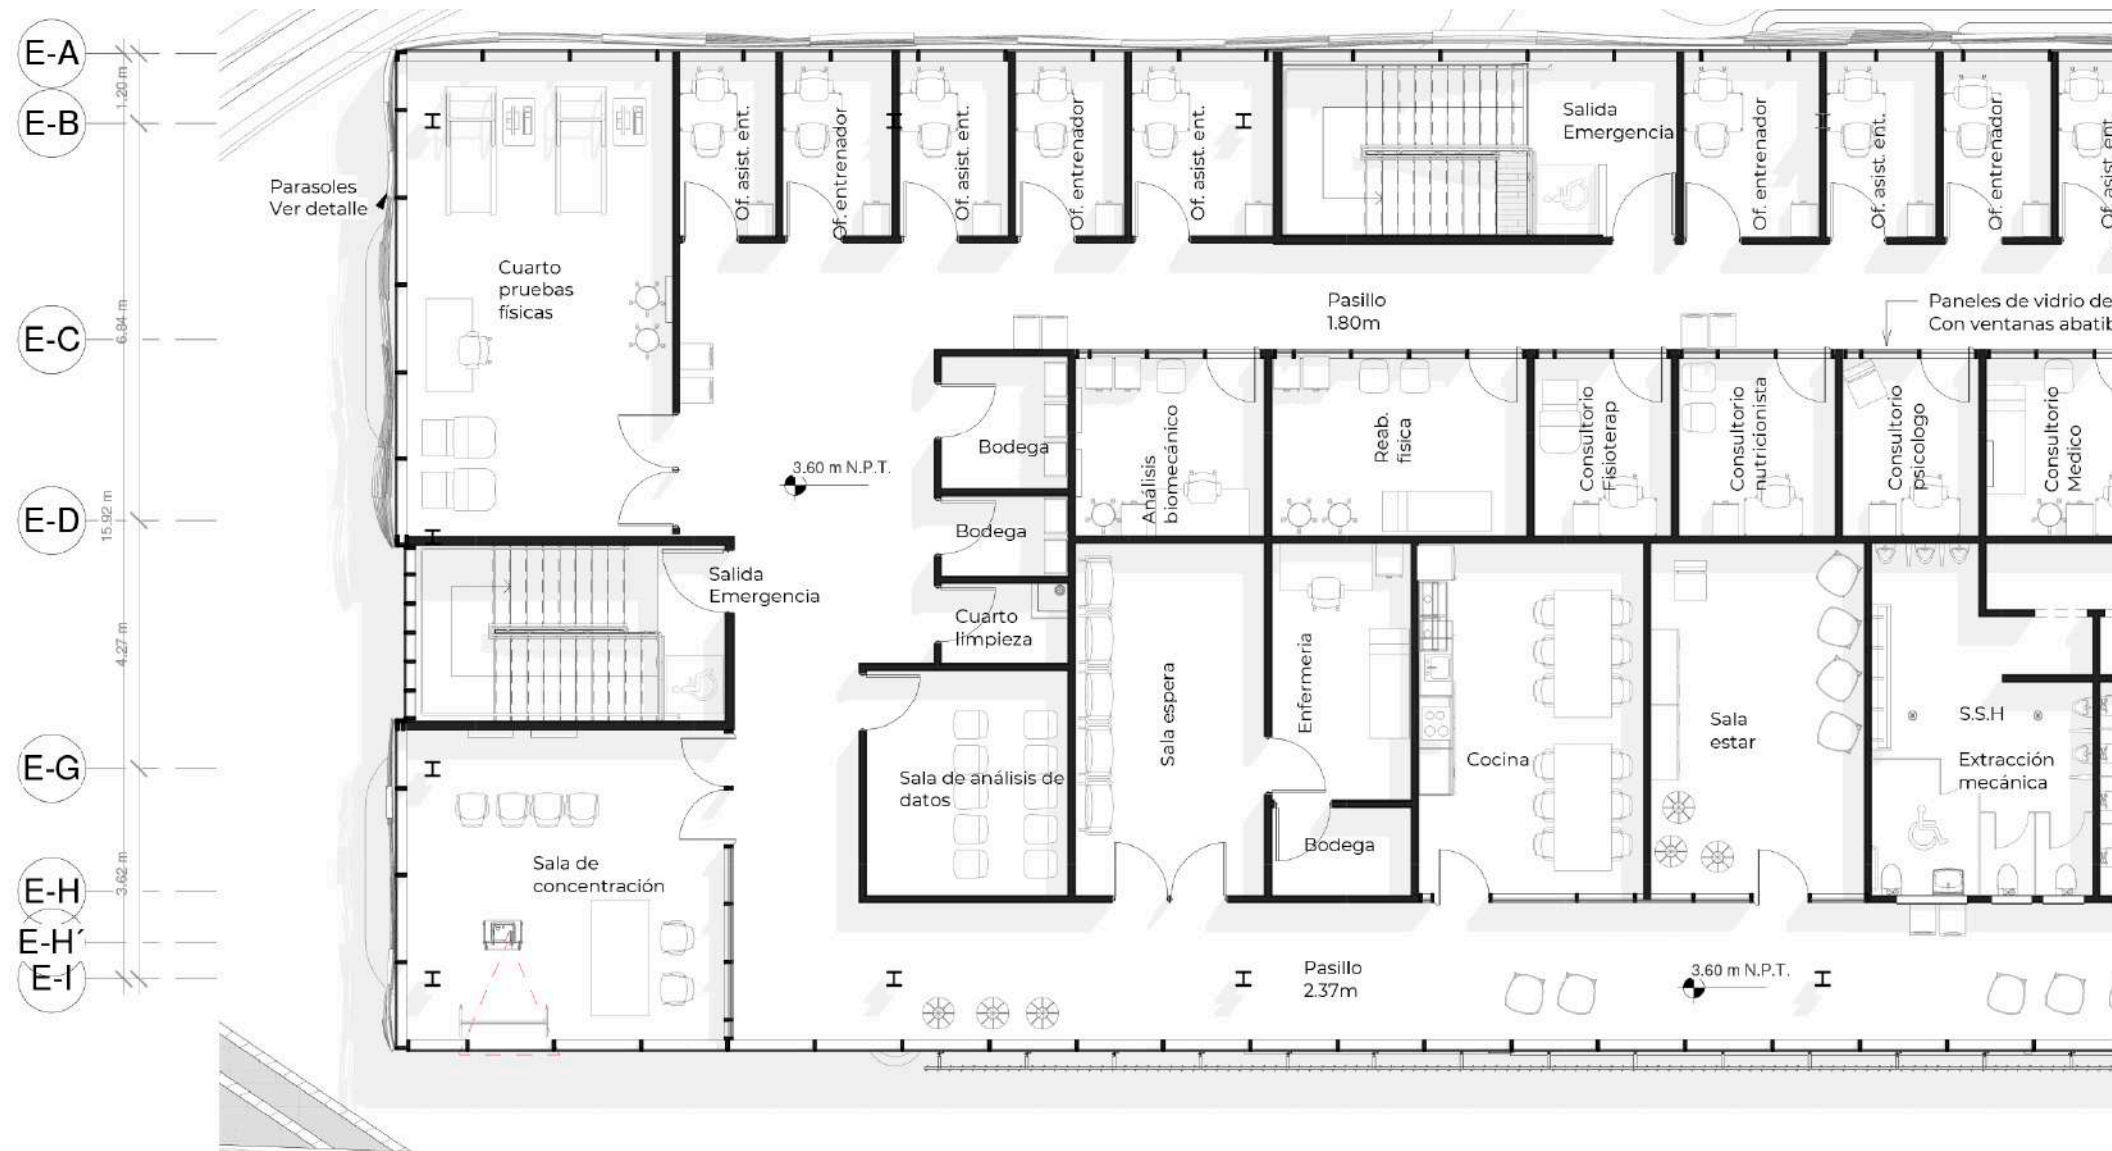 E-A
1.20 m
E-B
6.84 m
E-C
E-D
15.92 m
4.27 m
E-G
3.62 m
E-H
E-H´
E-I
Parasoles
Ver detalle
Cuarto
pruebas
físicas
Of. asist. ent.
Of. entrenador
Of. asist. ent.
Of. entrenador
Of. asist. ent.
Salida
Emergencia
Of. entrenador
Of. asist. ent.
Of. entrenador
Of. asist. ent
Pasillo
1.80m
Paneles de vidrio de
Con ventanas abatib
3.60 m N.P.T.
Bodega
Análisis
biomecánico
Reab.
fisica
Consultorio
Fisioterap
Consultorio
nutricionista
Consultorio
psicologo
Consultorio
Medico
Bodega
Salida
Emergencia
Cuarto
limpieza
Sala espera
Enfermeria
Sala de análisis de
datos
Cocina
Sala
estar
S.S.H
Extracción
mecánica
Bodega
Sala de
concentración
Pasillo
2.37m
3.60 m N.P.T.